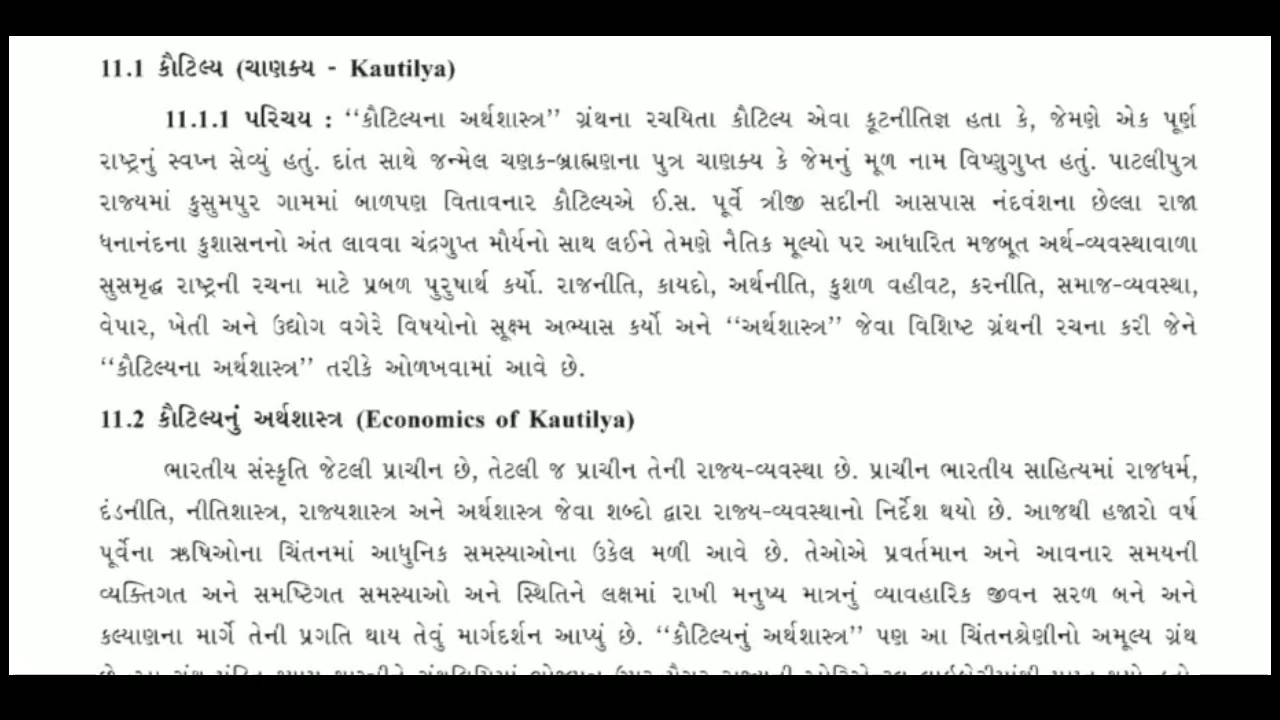 11.1 કૌટિલ્ય (ચાણક્ય - Kautilya)
11.1.1 પરિચય : ‘‘કૌટિલ્યના અર્થશાસ્ત્ર’’ ગ્રંથના રચયિતા કૌટિલ્ય એવા કૂટનીતિજ્ઞ હતા કે, જેમણે એક પૂર્ણ
રાષ્ટ્રનું સ્વપ્ન સેવ્યું હતું. દાંત સાથે જન્મેલ ચણક-બ્રાહ્મણના પુત્ર ચાણક્ય કે જેમનું મૂળ નામ વિષ્ણુગુપ્ત હતું. પાટલીપુત્ર
રાજ્યમાં કુસુમપુર ગામમાં બાળપણ વિતાવનાર કૌટિલ્યએ ઈ.સ. પૂર્વે ત્રીજી સદીની આસપાસ નંદવંશના છેલ્લા રાજા
ધનાનંદના કુશાસનનો અંત લાવવા ચંદ્રગુપ્ત મૌર્યનો સાથ લઈને તેમણે નૈતિક મૂલ્યો પર આધારિત મજબૂત અર્થ-વ્યવસ્થાવાળા
સુસમૃદ્ધ રાષ્ટ્રની રચના માટે પ્રબળ પુરુષાર્થ કર્યો. રાજનીતિ, કાયદો, અર્થનીતિ, કુશળ વહીવટ, કરનીતિ, સમાજ-વ્યવસ્થા,
વેપાર, ખેતી અને ઉદ્યોગ વગેરે વિષયોનો સૂક્ષ્મ અભ્યાસ કર્યો અને ‘‘અર્થશાસ્ત્ર’’ જેવા વિશિષ્ટ ગ્રંથની રચના કરી જેને
‘‘કૌટિલ્યના અર્થશાસ્ત્ર’’ તરીકે ઓળખવામાં આવે છે.
11.2 કૌટિલ્યનું અર્થશાસ્ત્ર (Economics of Kautilya)
ભારતીય સંસ્કૃતિ જેટલી પ્રાચીન છે, તેટલી જ પ્રાચીન તેની રાજ્ય-વ્યવસ્થા છે. પ્રાચીન ભારતીય સાહિત્યમાં રાજધર્મ,
દંડનીતિ, નીતિશાસ્ત્ર, રાજ્યશાસ્ત્ર અને અર્થશાસ્ત્ર જેવા શબ્દો દ્વારા રાજ્ય-વ્યવસ્થાનો નિર્દેશ થયો છે. આજથી હજારો વર્ષ
પૂર્વેના ઋષિઓના ચિંતનમાં આધુનિક સમસ્યાઓના ઉકેલ મળી આવે છે. તેઓએ પ્રવર્તમાન અને આવનાર સમયની
વ્યક્તિગત અને સમષ્ટિગત સમસ્યાઓ અને સ્થિતિને લક્ષમાં રાખી મનુષ્ય માત્રનું વ્યાવહારિક જીવન સરળ બને અને
કલ્યાણના માર્ગે તેની પ્રગતિ થાય તેવું માર્ગદર્શન આપ્યું છે. ‘‘કૌટિલ્યનું અર્થશાસ્ત્ર’’ પણ આ ચિંતનશ્રેણીનો અમૂલ્ય ગ્રંથ